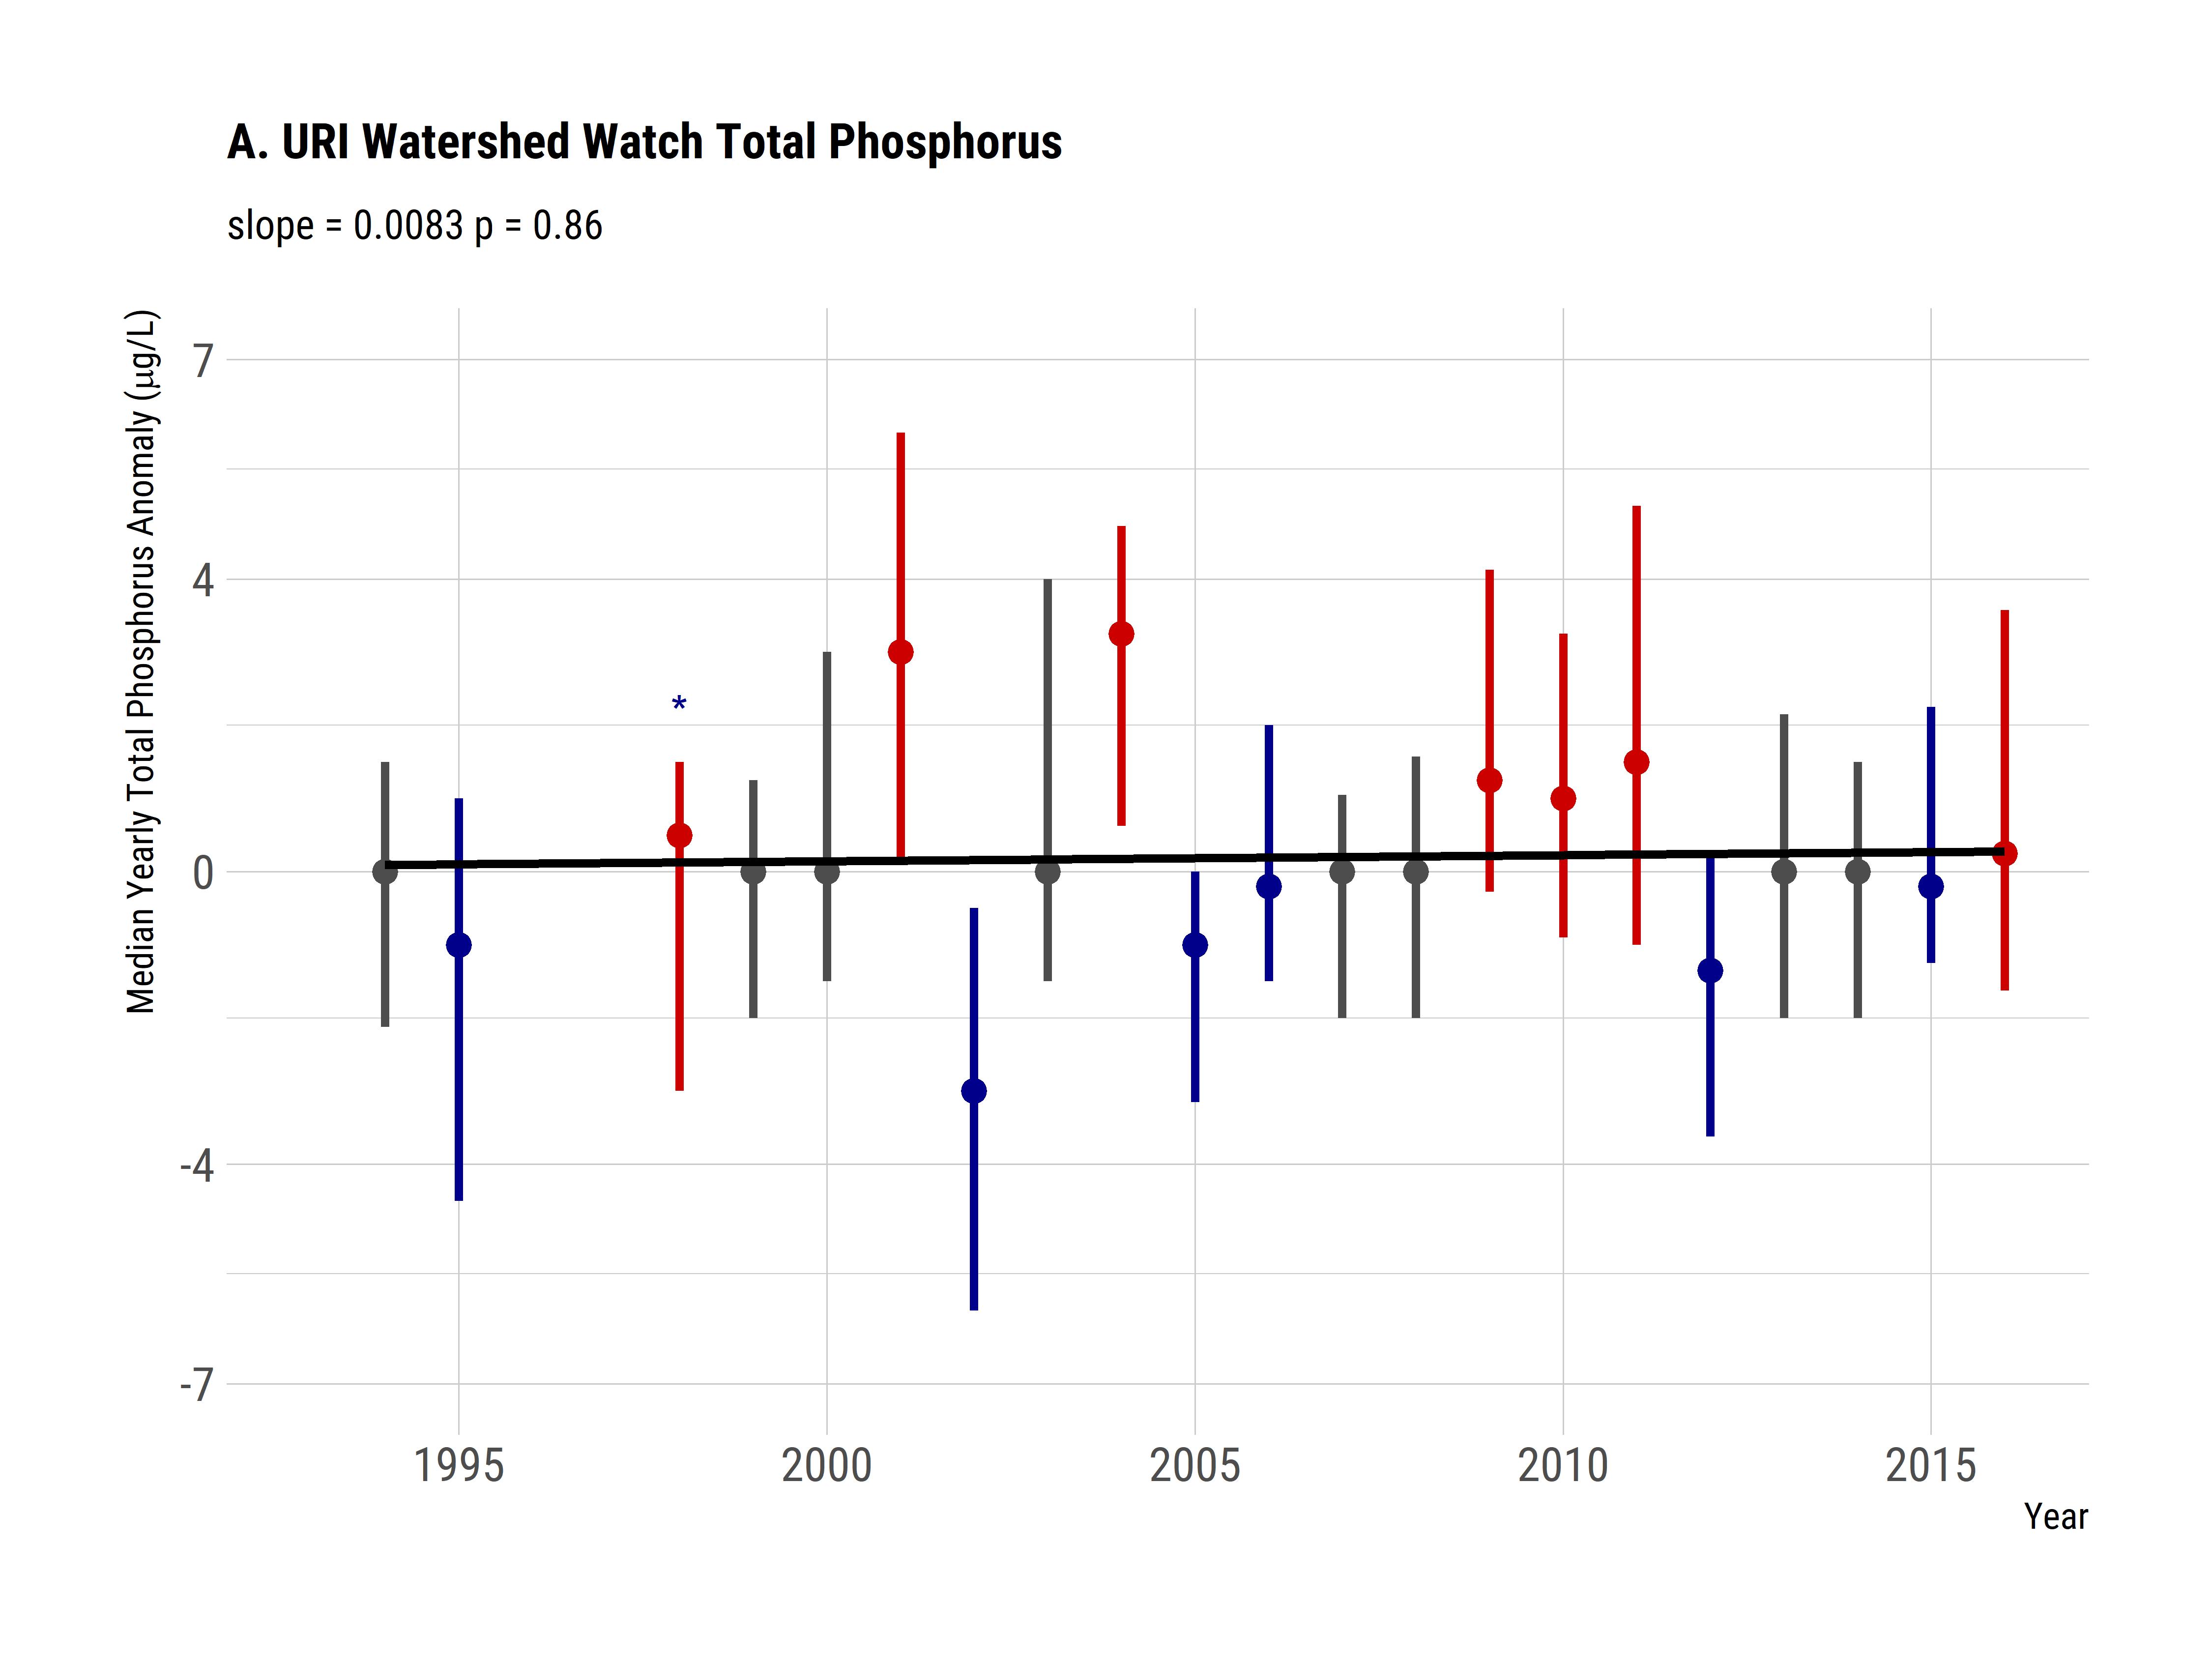 A. URI Watershed Watch Total Phosphorus
slope = 0.0083 p = 0.86
Median Yearly Total Phosphorus Anomaly (μg/L)
7
4
0
-4
-7
*
1995 2000 2005 2010 2015
Year